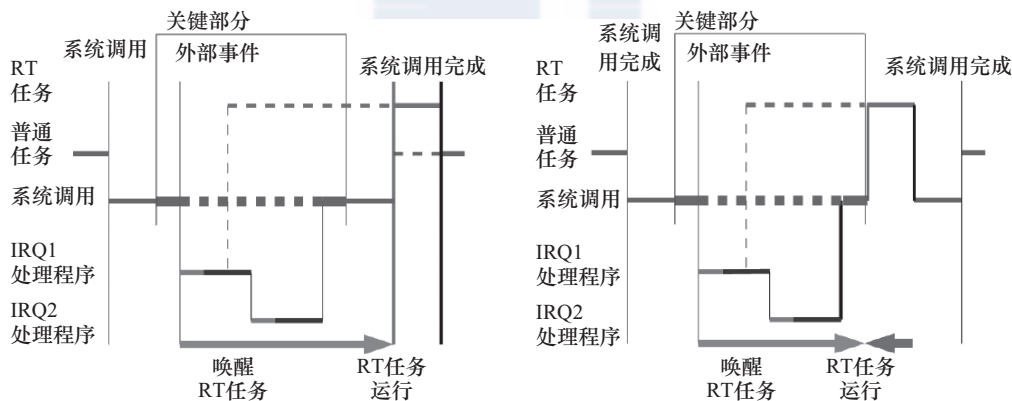 关键部分
系统调用
外部事件
系统调用完成
RT
任务
普通
任务
系统调用
IRQ1
处理程序
IRQ2
处理程序
唤醒
RT任务
RT任务
运行
关键部分
系统调
用完成
外部事件
系统调用完成
RT
任务
普通
任务
系统调用
IRQ1
处理程序
IRQ2
处理程序
唤醒
RT任务
RT任务
运行